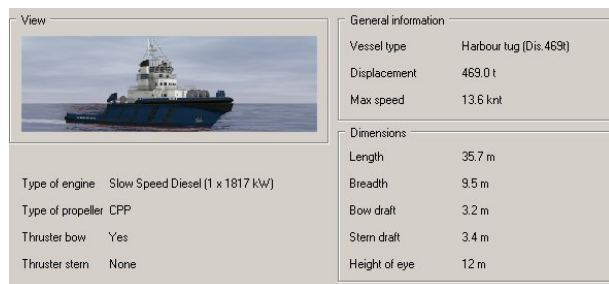 View
Type of engine Slow Speed Diesel (1 x 1817 kW)
Type of propeller CPP
Thruster bow Yes
Thruster stern None
General information
Vessel type Harbour tug (Dis.469t)
Displacement 469.0 t
Max speed 13.6 knt
Dimensions
Length 35.7 m
Breadth 9.5 m
Bow draft 3.2 m
Stern draft 3.4 m
Height of eye 12 m